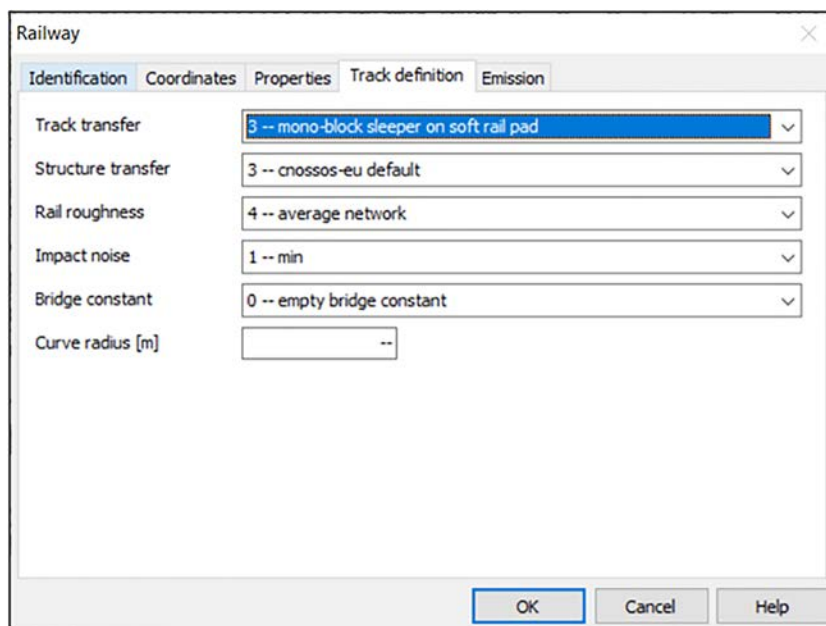 Railway
Identification Coordinates Properties Track definition Emission
Track transfer 3 -- mono-block sleeper on soft rail pad
Structure transfer 3 -- cnossos-eu default
Rail roughness 4 -- average network
Impact noise 1 -- min
Bridge constant 0 -- empty bridge constant
Curve radius [m] --
OK Cancel Help